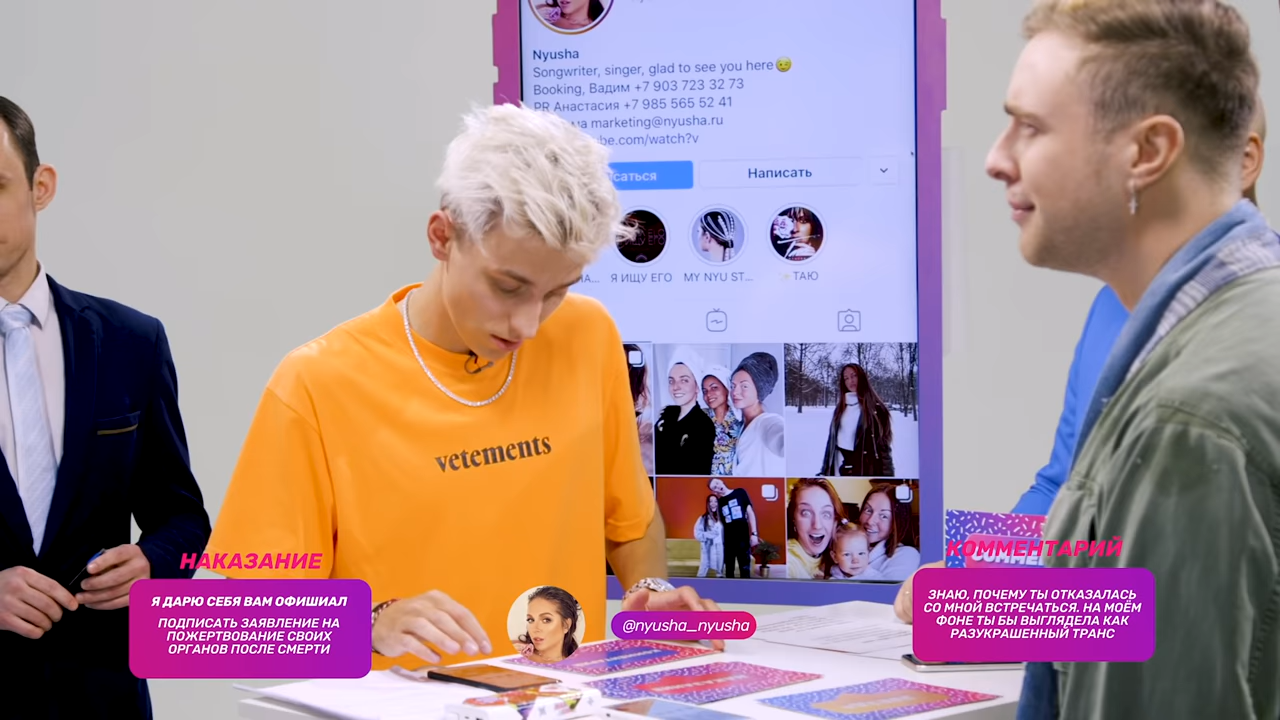 Nyusha
Songwriter, singer, glad to see you here😉
Booking, Вадим +7 903 723 32 73
PR Анастасия +7 985 565 52 41
marketing@nyusha.ru
be.com/watch?v
Написать
Я ИЩУ ЕГО
MY NYU ST...
ТАЮ
vetements
НАКАЗАНИЕ
Я ДАРЮ СЕБЯ ВАМ ОФИШИАЛ
ПОДПИСАТЬ ЗАЯВЛЕНИЕ НА
ПОЖЕРТВОВАНИЕ СВОИХ
ОРГАНОВ ПОСЛЕ СМЕРТИ
@nyusha_nyusha
КОММЕНТАРИЙ
ЗНАЮ, ПОЧЕМУ ТЫ ОТКАЗАЛАСЬ
СО МНОЙ ВСТРЕЧАТЬСЯ. НА МОЁМ
ФОНЕ ТЫ БЫ ВЫГЛЯДЕЛА КАК
РАЗУКРАШЕННЫЙ ТРАНС